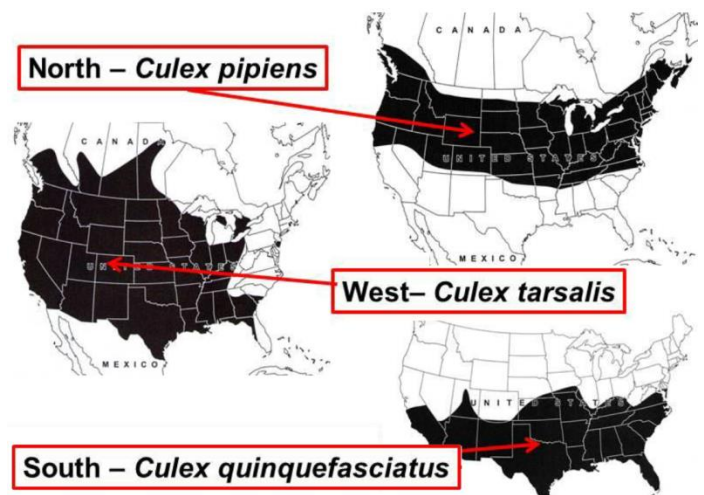 CANADA
North – Culex pipiens
CANADA
UNITED STATES
MEXICO
UNITED STATES
MEXICO
West– Culex tarsalis
UNITED STATES
South – Culex quinquefasciatus